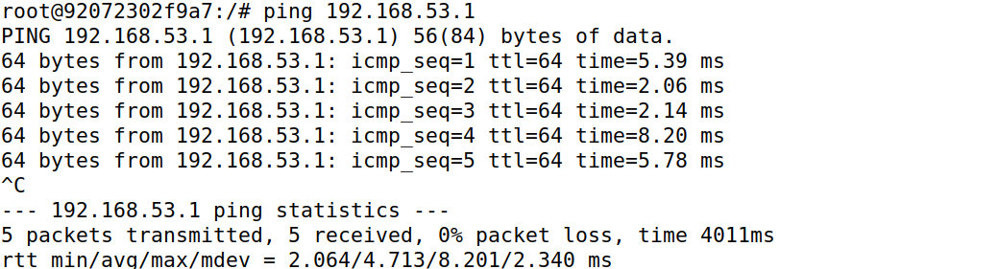 root@92072302f9a7:/# ping 192.168.53.1
PING 192.168.53.1 (192.168.53.1) 56(84) bytes of data.
64 bytes from 192.168.53.1: icmp_seq=1 ttl=64 time=5.39 ms
64 bytes from 192.168.53.1: icmp_seq=2 ttl=64 time=2.06 ms
64 bytes from 192.168.53.1: icmp_seq=3 ttl=64 time=2.14 ms
64 bytes from 192.168.53.1: icmp_seq=4 ttl=64 time=8.20 ms
64 bytes from 192.168.53.1: icmp_seq=5 ttl=64 time=5.78 ms
^C
--- 192.168.53.1 ping statistics ---
5 packets transmitted, 5 received, 0% packet loss, time 4011ms
rtt min/avg/max/mdev = 2.064/4.713/8.201/2.340 ms